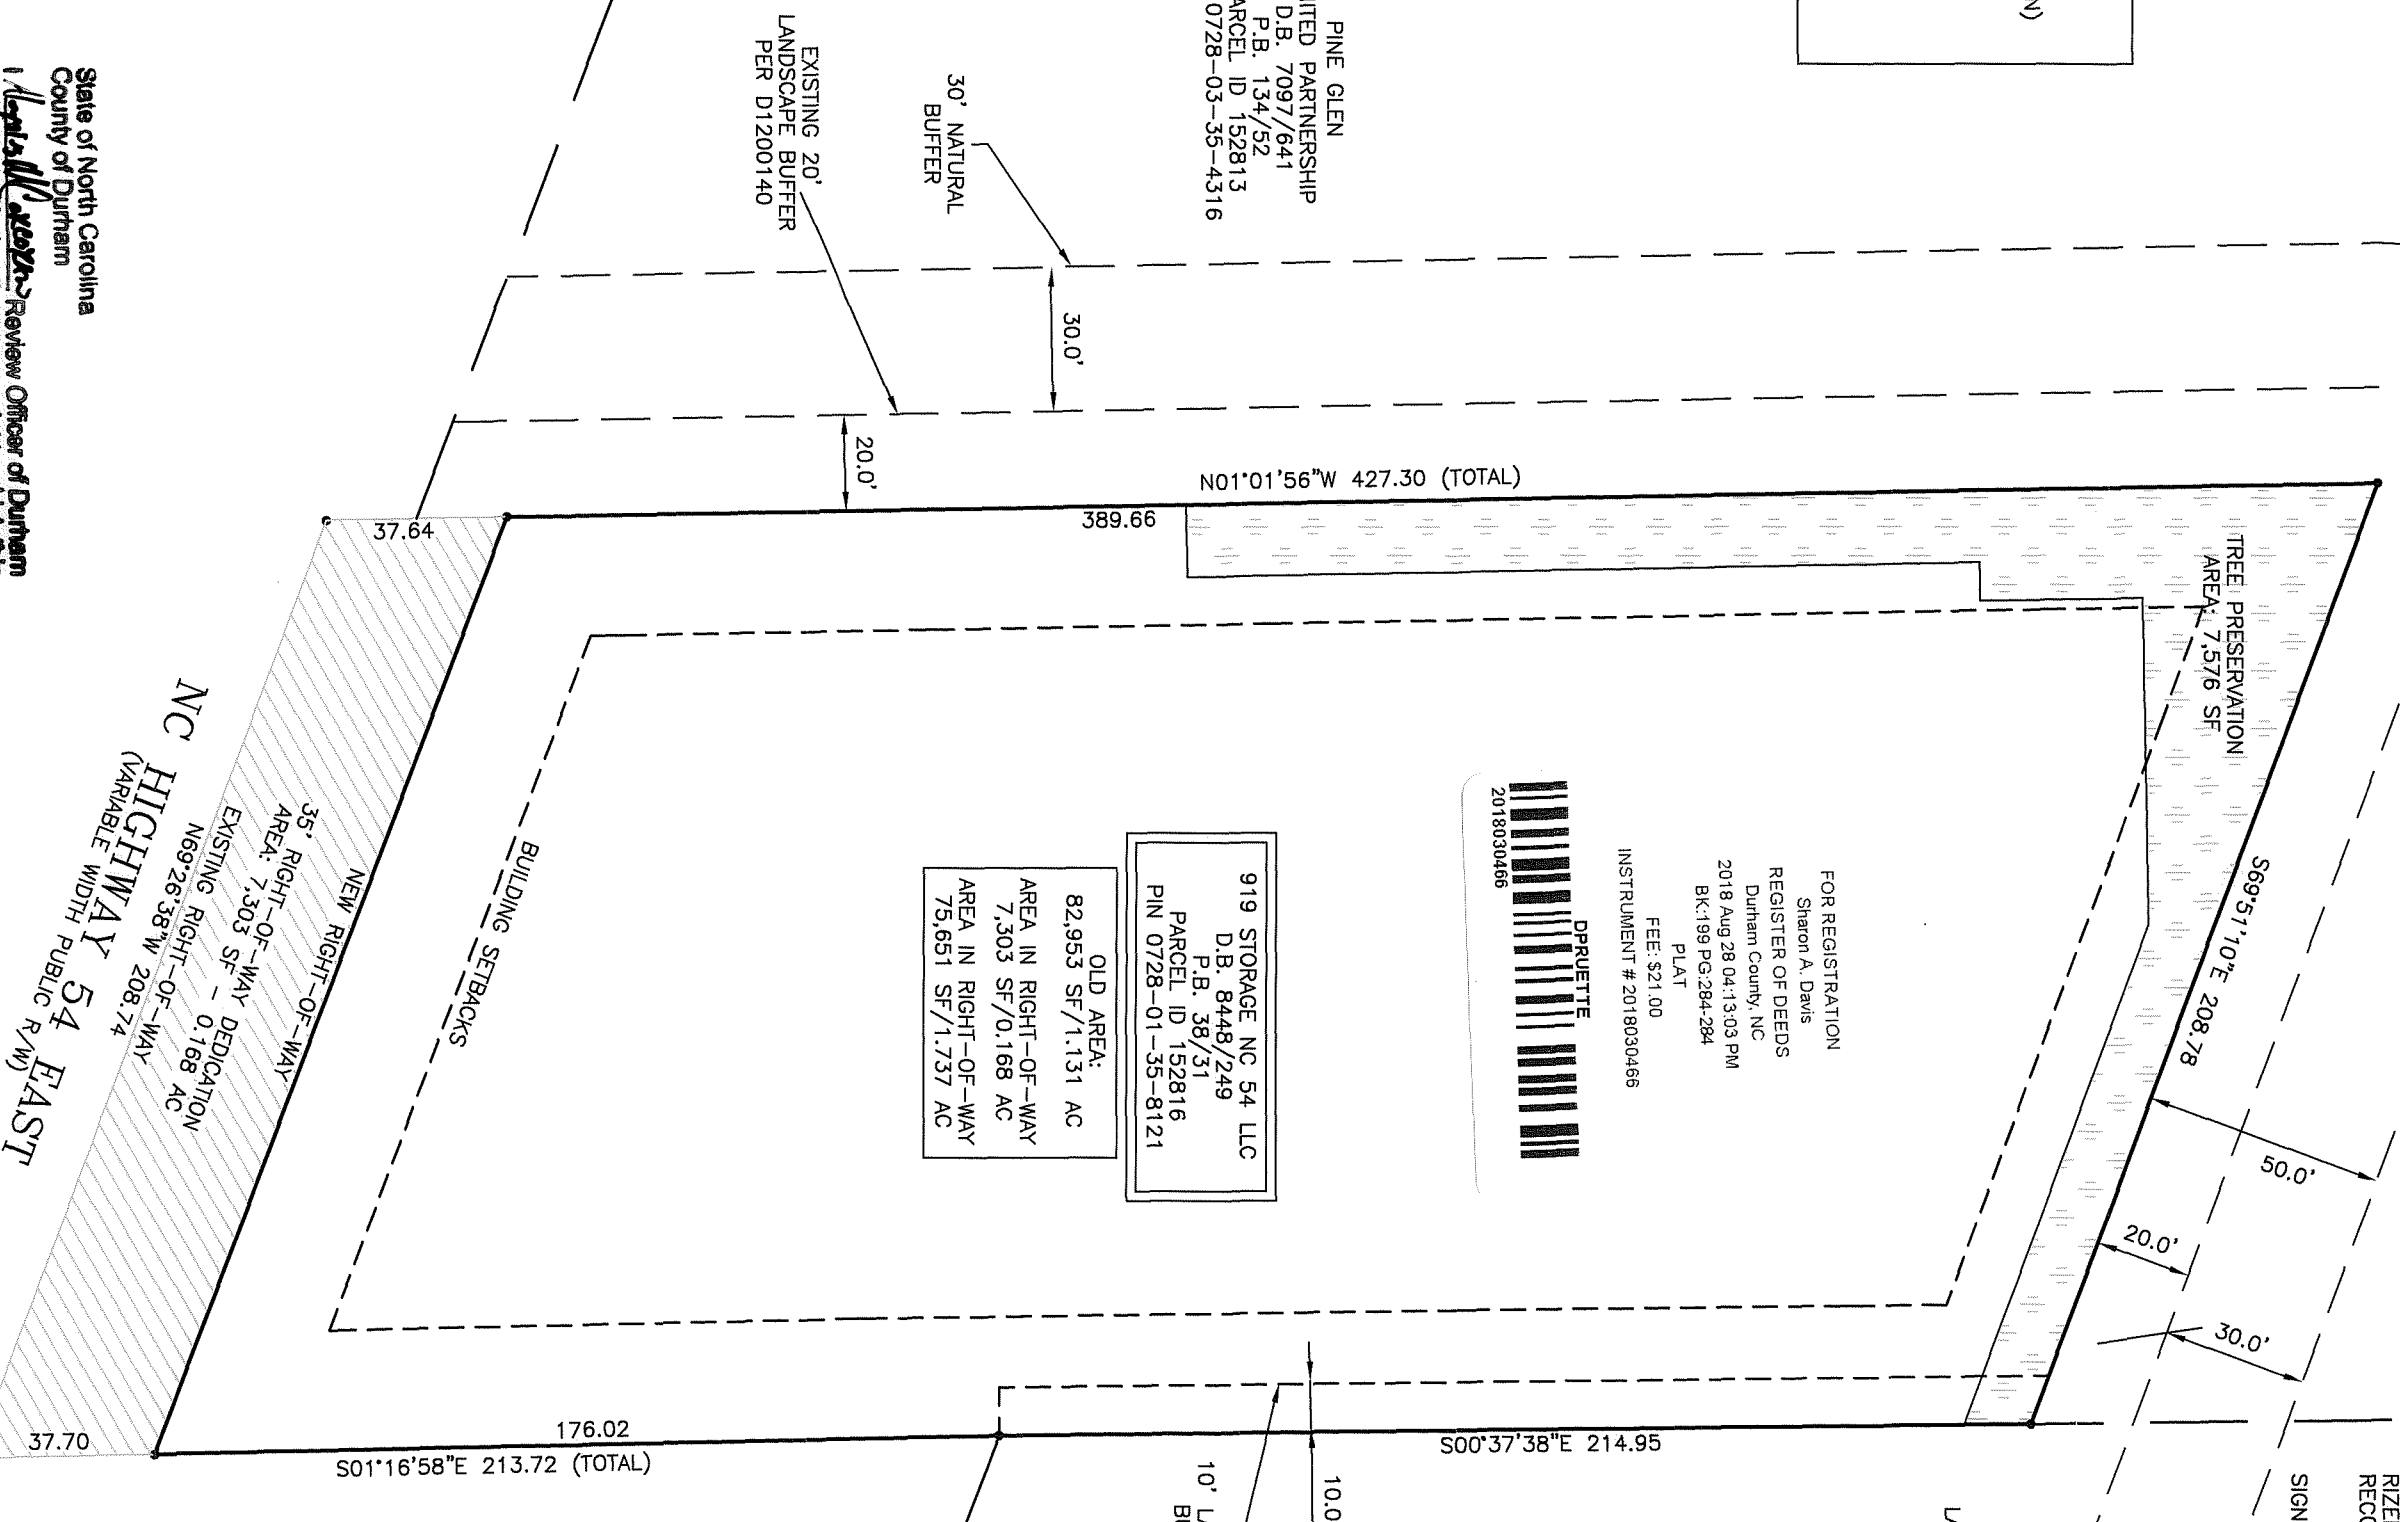 N)
PINE GLEN
ITED PARTNERSHIP
D.B. 7097/641
P.B. 134/52
ARCEL ID 152813
0728-03-35-4316
30' NATURAL
BUFFER
EXISTING 20'
LANDSCAPE BUFFER
PER D1200140
State of North Carolina
County of Durham
Review Officer of Durham
30.0'
20.0'
N01°01'56"W 427.30 (TOTAL)
389.66
37.64
TREE PRESERVATION
AREA: 7,576 SF
S69°51'10"E 208.78
50.0'
20.0'
30.0'
FOR REGISTRATION
Sharon A. Davis
REGISTER OF DEEDS
Durham County, NC
2018 Aug 28 04:13:03 PM
BK:199 PG:284-284
PLAT
FEE: $21.00
INSTRUMENT # 2018030466
DPRUETTE
2018030466
919 STORAGE NC 54 LLC
D.B. 8448/249
P.B. 38/31
PARCEL ID 152816
PIN 0728-01-35-8121
OLD AREA:
82,953 SF/1.131 AC
AREA IN RIGHT-OF-WAY
7,303 SF/0.168 AC
AREA IN RIGHT-OF-WAY
75,651 SF/1.737 AC
BUILDING SETBACKS
NEW RIGHT-OF-WAY
35' RIGHT-OF-WAY DEDICATION
AREA: 7,303 SF - 0.168 AC
EXISTING RIGHT-OF-WAY
N69°26'38"W 208.74
NC HIGHWAY 54 EAST
(VARIABLE WIDTH PUBLIC R/W)
37.70
176.02
S01°16'58"E 213.72 (TOTAL)
S00°37'38"E 214.95
10.0
10' L
RIZE
REC
SIGN